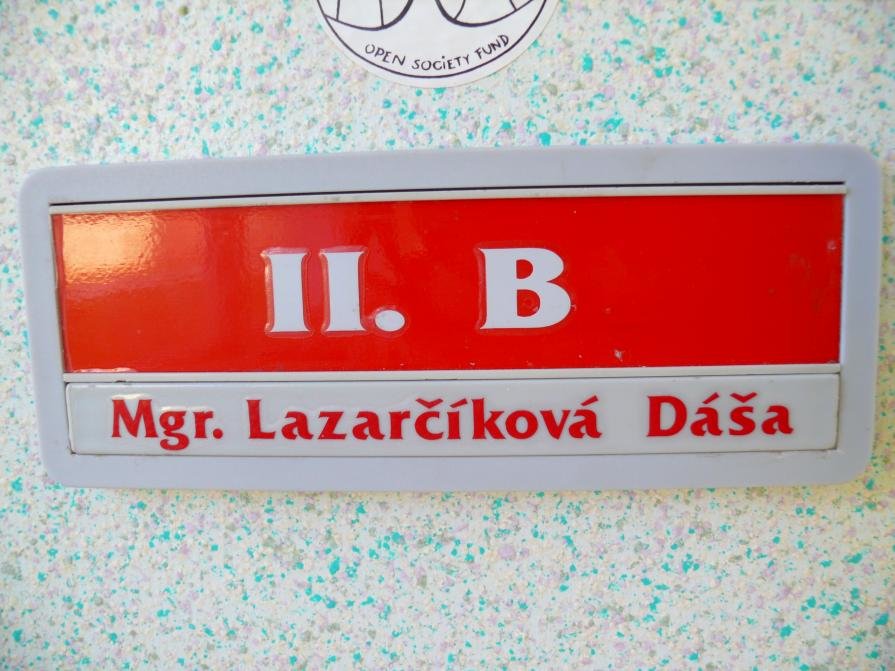 OPEN SOCIETY FUND
II. B
Mgr. Lazarčíková Dáša